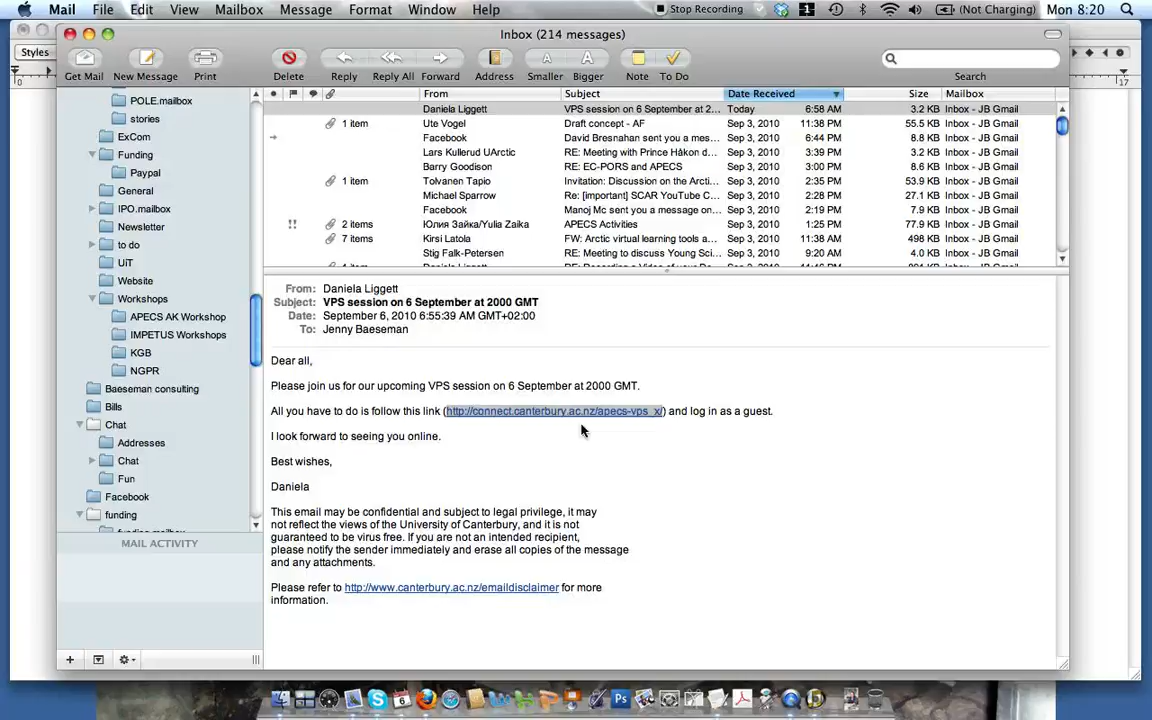 Mail File Edit View Mailbox Message Format Window Help Stop Recording 1 (Not Charging) Mon 8:20
Styles
Inbox (214 messages)
Get Mail New Message Print Delete Reply Reply All Forward Address Smaller Bigger Note To Do Search
From Subject Date Received Size Mailbox
Daniela Liggett VPS session on 6 September at 2... Today 6:58 AM 3.2 KB Inbox - JB Gmail
1 item Ute Vogel Draft concept - AF Sep 3, 2010 11:38 PM 55.5 KB Inbox - JB Gmail
Facebook David Bresnahan sent you a mes... Sep 3, 2010 6:44 PM 8.8 KB Inbox - JB Gmail
Lars Kullerud UArctic RE: Meeting with Prince Håkon d... Sep 3, 2010 3:39 PM 3.2 KB Inbox - JB Gmail
Barry Goodison RE: EC-PORS and APECS Sep 3, 2010 3:00 PM 8.6 KB Inbox - JB Gmail
1 item Tolvanen Tapio Invitation: Discussion on the Arcti... Sep 3, 2010 2:35 PM 53.9 KB Inbox - JB Gmail
Michael Sparrow Re: [important] SCAR YouTube C... Sep 3, 2010 2:28 PM 27.1 KB Inbox - JB Gmail
Facebook Manoj Mc sent you a message on... Sep 3, 2010 2:19 PM 7.9 KB Inbox - JB Gmail
!! 2 items Юлия Зайка/Yulia Zaika APECS Activities Sep 3, 2010 1:25 PM 77.9 KB Inbox - JB Gmail
7 items Kirsi Latola FW: Arctic virtual learning tools a... Sep 3, 2010 11:38 AM 498 KB Inbox - JB Gmail
Stig Falk-Petersen RE: Meeting to discuss Young Sci... Sep 3, 2010 9:20 AM 4.0 KB Inbox - JB Gmail
POLE.mailbox
stories
ExCom
Funding
Paypal
General
IPO.mailbox
Newsletter
to do
UiT
Website
Workshops
APECS AK Workshop
IMPETUS Workshops
KGB
NGPR
Baeseman consulting
Bills
Chat
Addresses
Chat
Fun
Facebook
funding
MAIL ACTIVITY
From: Daniela Liggett
Subject: VPS session on 6 September at 2000 GMT
Date: September 6, 2010 6:55:39 AM GMT+02:00
To: Jenny Baeseman
Dear all,
Please join us for our upcoming VPS session on 6 September at 2000 GMT.
All you have to do is follow this link (http://connect.canterbury.ac.nz/apecs-vps_x/) and log in as a guest.
I look forward to seeing you online.
Best wishes,
Daniela
This email may be confidential and subject to legal privilege, it may
not reflect the views of the University of Canterbury, and it is not
guaranteed to be virus free. If you are not an intended recipient,
please notify the sender immediately and erase all copies of the message
and any attachments.
Please refer to http://www.canterbury.ac.nz/emaildisclaimer for more
information.
17